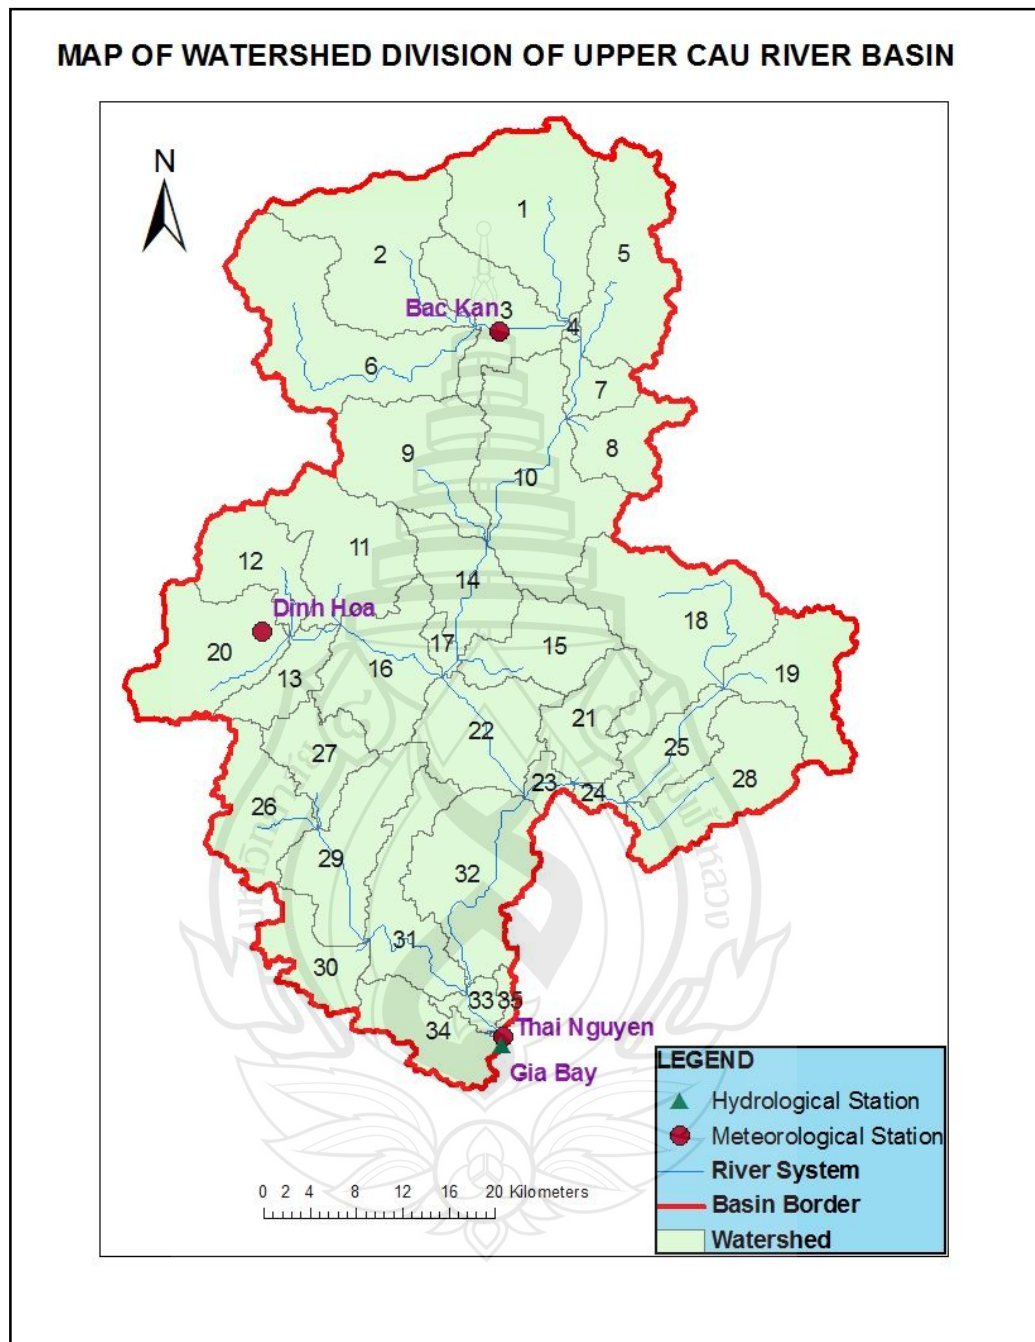 MAP OF WATERSHED DIVISION OF UPPER CAU RIVER BASIN
N
1
2
5
Bac Kan
3
4
6
7
8
9
10
11
12
14
Dinh Hoa
18
17
15
20
13
16
19
21
22
25
27
23
24
28
26
29
32
31
30
33
35
34
Thai Nguyen
Gia Bay
LEGEND
Hydrological Station
Meteorological Station
River System
Basin Border
Watershed
0 2 4 8 12 16 20 Kilometers